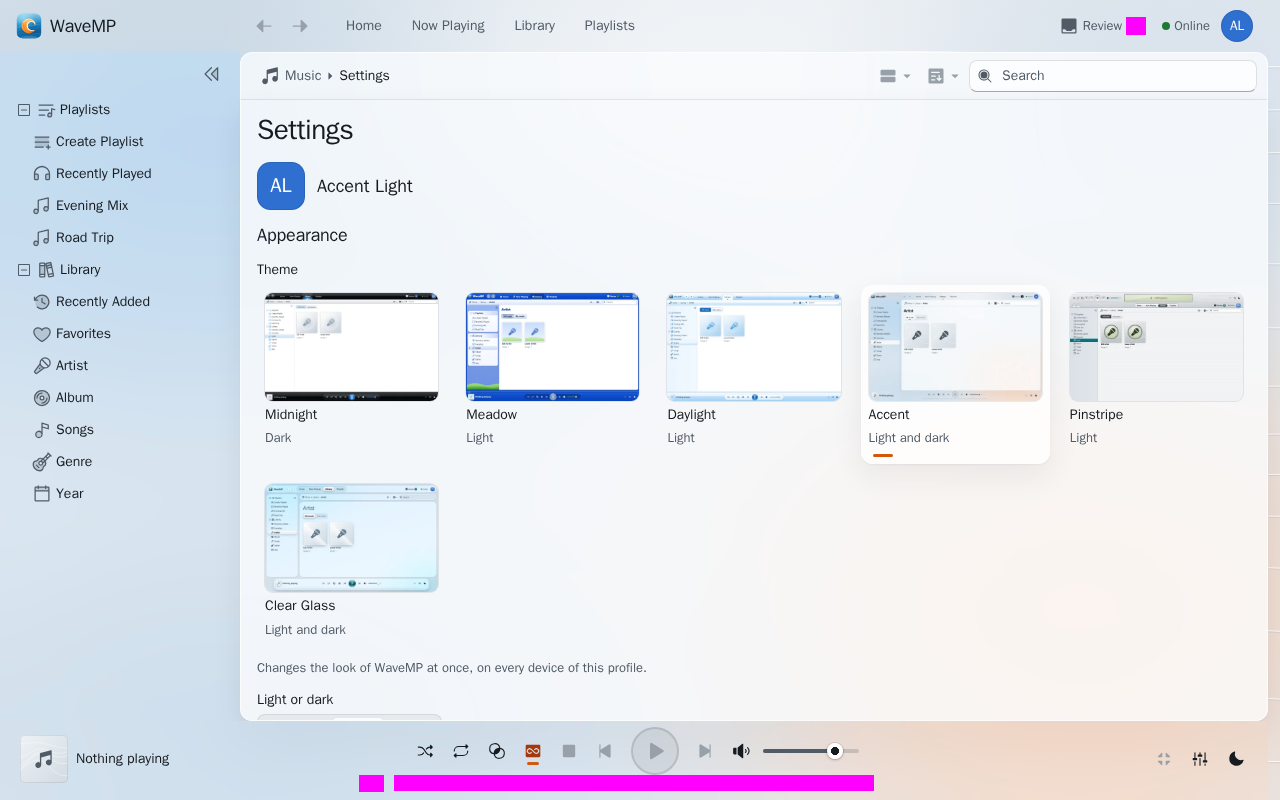 WaveMP
Home
Now Playing
Library
Playlists
Review
Online
AL
Music
Settings
Search
Playlists
Create Playlist
Recently Played
Evening Mix
Road Trip
Library
Recently Added
Favorites
Artist
Album
Songs
Genre
Year
Settings
AL
Accent Light
Appearance
Theme
Midnight
Dark
Meadow
Light
Daylight
Light
Accent
Light and dark
Pinstripe
Light
Clear Glass
Light and dark
Changes the look of WaveMP at once, on every device of this profile.
Light or dark
Nothing playing